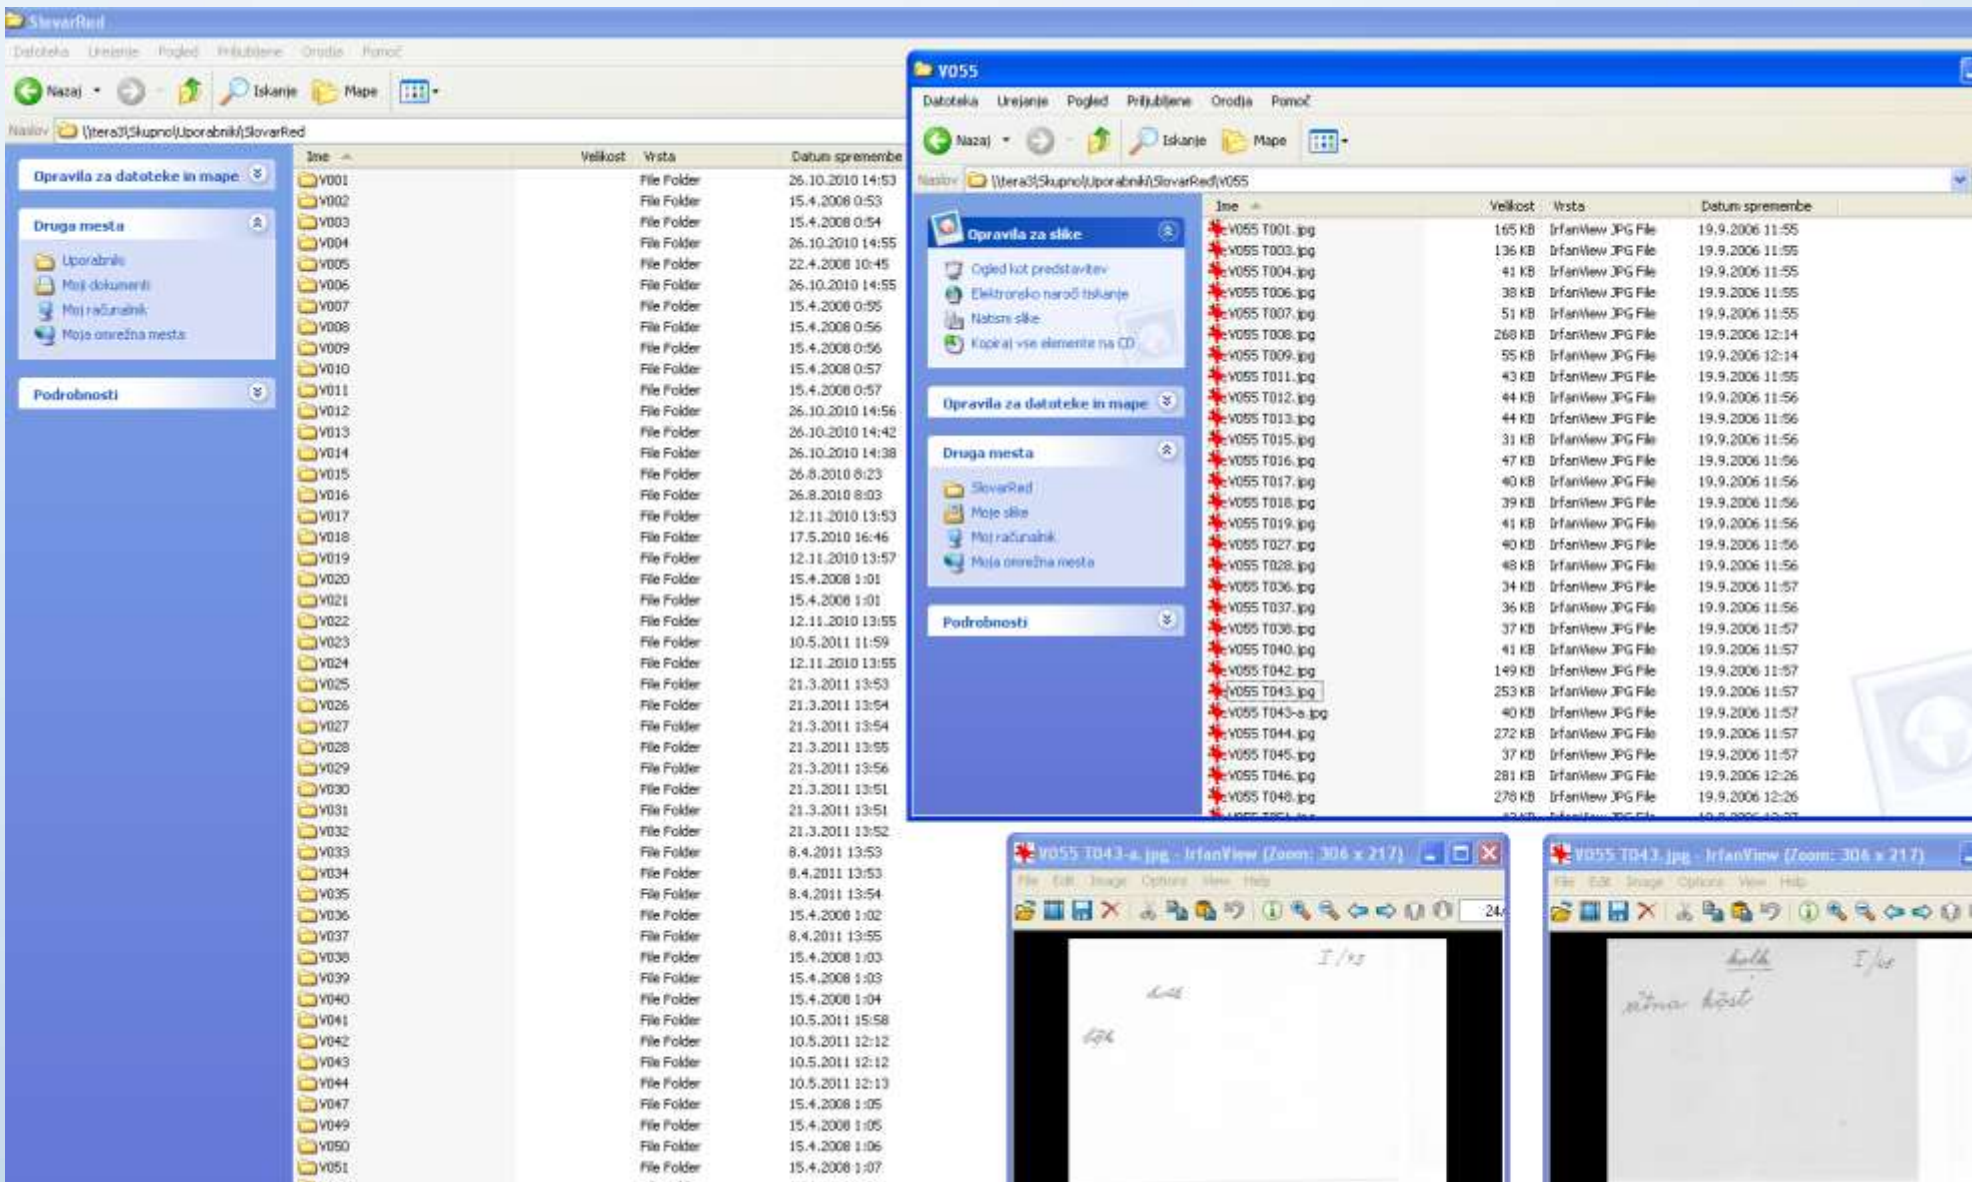 SlovarRed
Datoteka Urejanje Pogled Priljubljene Orodja Pomoč
Nazaj Iskanje Mape
Naslov \\tera3\Skupno\Uporabniki\SlovarRed
Opravila za datoteke in mape
Druga mesta
Uporabniki
Moji dokumenti
Moj računalnik
Moja omrežna mesta
Podrobnosti
Ime Velikost Vrsta Datum spremembe
V001 File Folder 26.10.2010 14:53
V002 File Folder 15.4.2008 0:53
V003 File Folder 15.4.2008 0:54
V004 File Folder 26.10.2010 14:55
V005 File Folder 22.4.2008 10:45
V006 File Folder 26.10.2010 14:55
V007 File Folder 15.4.2008 0:55
V008 File Folder 15.4.2008 0:56
V009 File Folder 15.4.2008 0:56
V010 File Folder 15.4.2008 0:57
V011 File Folder 15.4.2008 0:57
V012 File Folder 26.10.2010 14:56
V013 File Folder 26.10.2010 14:42
V014 File Folder 26.10.2010 14:38
V015 File Folder 26.8.2010 8:23
V016 File Folder 26.8.2010 8:03
V017 File Folder 12.11.2010 13:53
V018 File Folder 17.5.2010 16:46
V019 File Folder 12.11.2010 13:57
V020 File Folder 15.4.2008 1:01
V021 File Folder 15.4.2008 1:01
V022 File Folder 12.11.2010 13:55
V023 File Folder 10.5.2011 11:59
V024 File Folder 12.11.2010 13:55
V025 File Folder 21.3.2011 13:53
V026 File Folder 21.3.2011 13:54
V027 File Folder 21.3.2011 13:54
V028 File Folder 21.3.2011 13:55
V029 File Folder 21.3.2011 13:56
V030 File Folder 21.3.2011 13:51
V031 File Folder 21.3.2011 13:51
V032 File Folder 21.3.2011 13:52
V033 File Folder 8.4.2011 13:53
V034 File Folder 8.4.2011 13:53
V035 File Folder 8.4.2011 13:54
V036 File Folder 15.4.2008 1:02
V037 File Folder 8.4.2011 13:55
V038 File Folder 15.4.2008 1:03
V039 File Folder 15.4.2008 1:03
V040 File Folder 15.4.2008 1:04
V041 File Folder 10.5.2011 15:58
V042 File Folder 10.5.2011 12:12
V043 File Folder 10.5.2011 12:12
V044 File Folder 10.5.2011 12:13
V047 File Folder 15.4.2008 1:05
V049 File Folder 15.4.2008 1:05
V050 File Folder 15.4.2008 1:06
V051 File Folder 15.4.2008 1:07
V055
Datoteka Urejanje Pogled Priljubljene Orodja Pomoč
Nazaj Iskanje Mape
Naslov \\tera3\Skupno\Uporabniki\SlovarRed\V055
Opravila za slike
Ogled kot predstavitev
Elektronsko naroči tiskanje
Natisni slike
Kopiraj vse elemente na CD
Opravila za datoteke in mape
Druga mesta
SlovarRed
Moje slike
Moj računalnik
Moja omrežna mesta
Podrobnosti
Ime Velikost Vrsta Datum spremembe
V055 T001.jpg 165 KB IrfanView JPG File 19.9.2006 11:55
V055 T003.jpg 136 KB IrfanView JPG File 19.9.2006 11:55
V055 T004.jpg 41 KB IrfanView JPG File 19.9.2006 11:55
V055 T006.jpg 38 KB IrfanView JPG File 19.9.2006 11:55
V055 T007.jpg 51 KB IrfanView JPG File 19.9.2006 11:55
V055 T008.jpg 268 KB IrfanView JPG File 19.9.2006 12:14
V055 T009.jpg 55 KB IrfanView JPG File 19.9.2006 12:14
V055 T011.jpg 43 KB IrfanView JPG File 19.9.2006 11:55
V055 T012.jpg 44 KB IrfanView JPG File 19.9.2006 11:56
V055 T013.jpg 44 KB IrfanView JPG File 19.9.2006 11:56
V055 T015.jpg 31 KB IrfanView JPG File 19.9.2006 11:56
V055 T016.jpg 47 KB IrfanView JPG File 19.9.2006 11:56
V055 T017.jpg 40 KB IrfanView JPG File 19.9.2006 11:56
V055 T018.jpg 39 KB IrfanView JPG File 19.9.2006 11:56
V055 T019.jpg 41 KB IrfanView JPG File 19.9.2006 11:56
V055 T027.jpg 40 KB IrfanView JPG File 19.9.2006 11:56
V055 T028.jpg 48 KB IrfanView JPG File 19.9.2006 11:56
V055 T036.jpg 34 KB IrfanView JPG File 19.9.2006 11:57
V055 T037.jpg 36 KB IrfanView JPG File 19.9.2006 11:56
V055 T038.jpg 37 KB IrfanView JPG File 19.9.2006 11:57
V055 T040.jpg 41 KB IrfanView JPG File 19.9.2006 11:57
V055 T042.jpg 149 KB IrfanView JPG File 19.9.2006 11:57
V055 T043.jpg 253 KB IrfanView JPG File 19.9.2006 11:57
V055 T043-a.jpg 40 KB IrfanView JPG File 19.9.2006 11:57
V055 T044.jpg 272 KB IrfanView JPG File 19.9.2006 11:57
V055 T045.jpg 37 KB IrfanView JPG File 19.9.2006 11:57
V055 T046.jpg 281 KB IrfanView JPG File 19.9.2006 12:26
V055 T048.jpg 278 KB IrfanView JPG File 19.9.2006 12:26
V055 T043-a.jpg - IrfanView (Zoom: 306 x 217)
File Edit Image Options View Help
V055 T043.jpg - IrfanView (Zoom: 306 x 217)
File Edit Image Options View Help